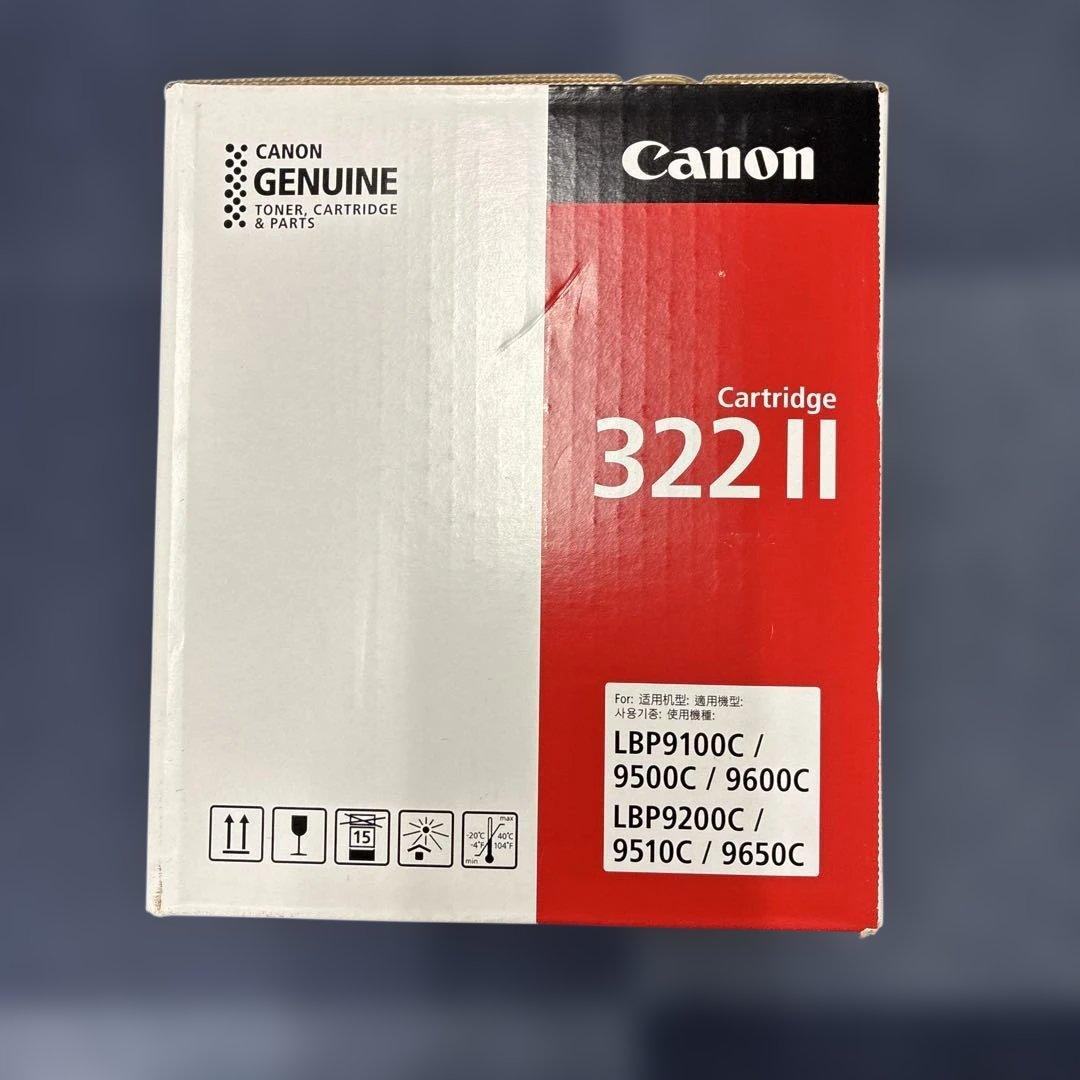 CANON
GENUINE
TONER, CARTRIDGE
& PARTS
Canon
Cartridge
322 II
For: 适用机型: 適用機型:
사용기종: 使用機種:
LBP9100C /
9500C / 9600C
LBP9200C /
9510C / 9650C
15
max
-20°C 40°C
-4°F 104°F
min